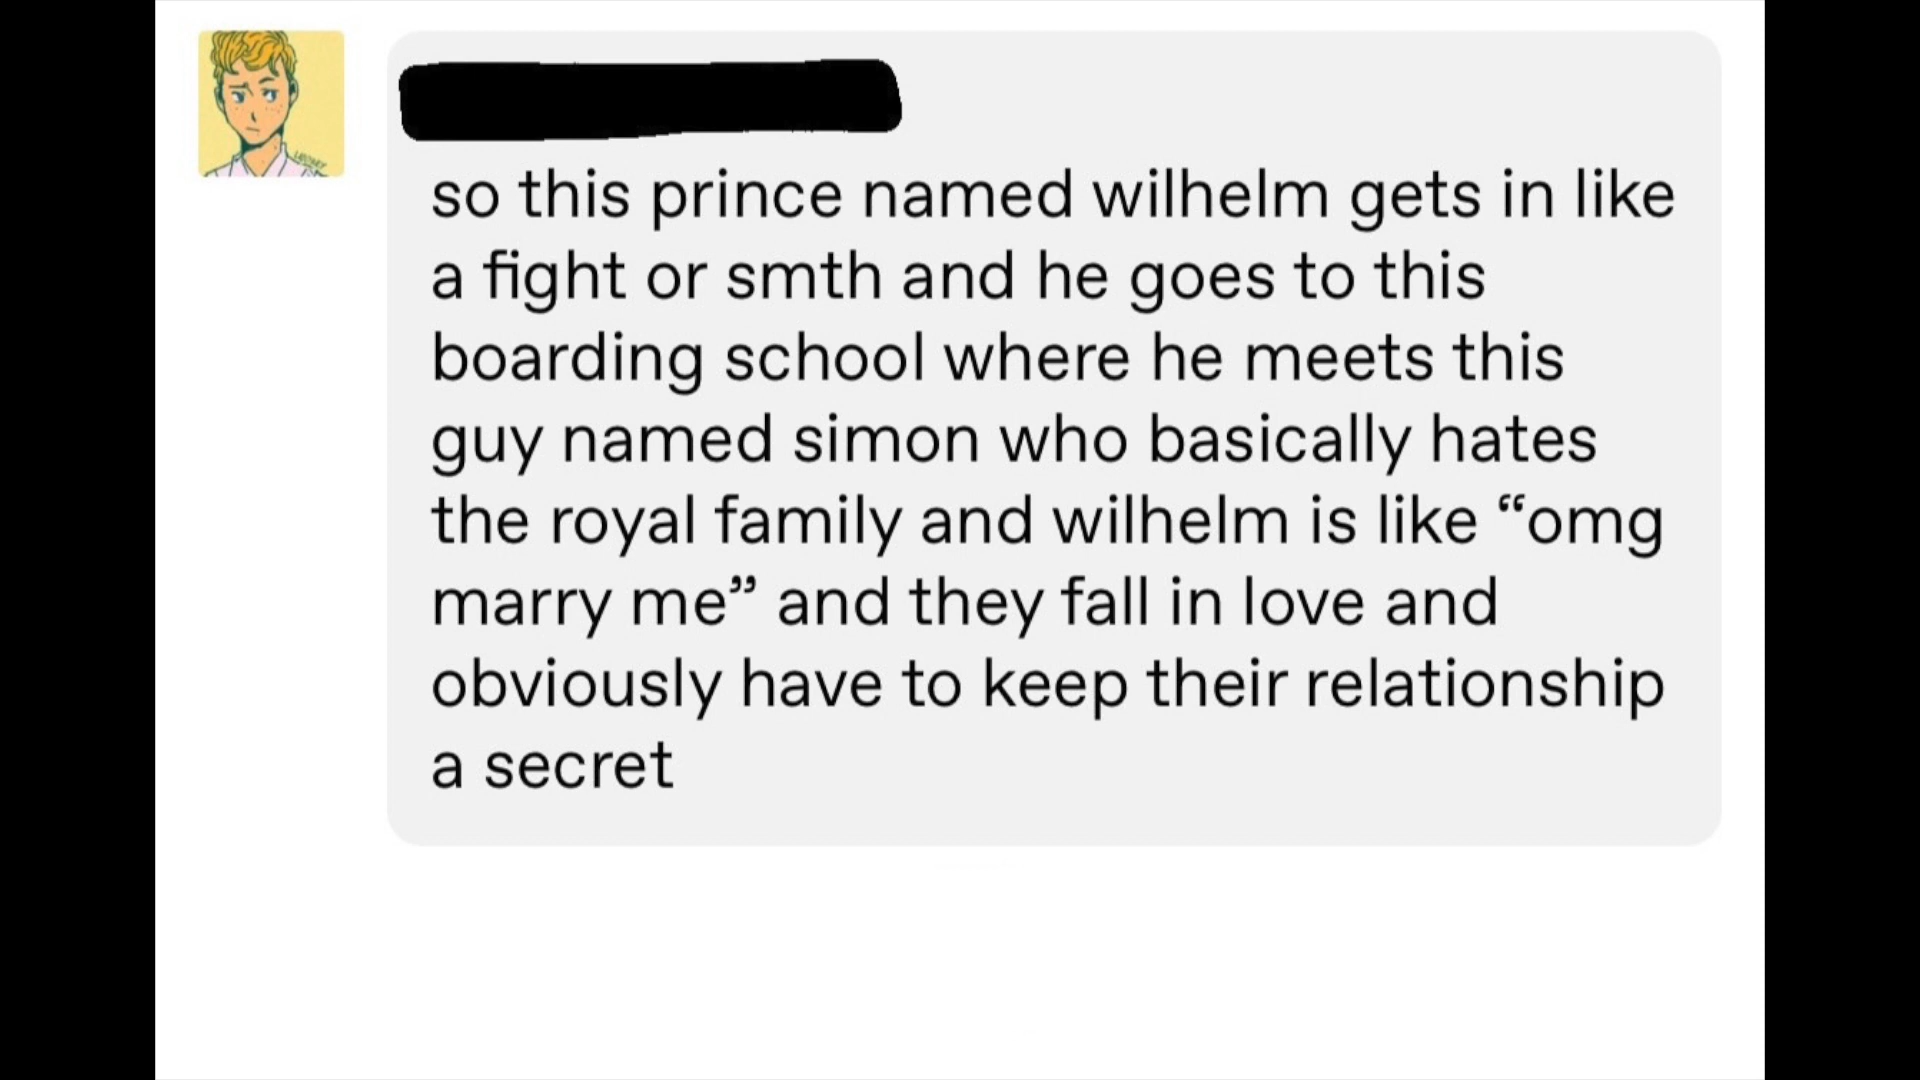 so this prince named wilhelm gets in like
a fight or smth and he goes to this
boarding school where he meets this
guy named simon who basically hates
the royal family and wilhelm is like “omg
marry me” and they fall in love and
obviously have to keep their relationship
a secret